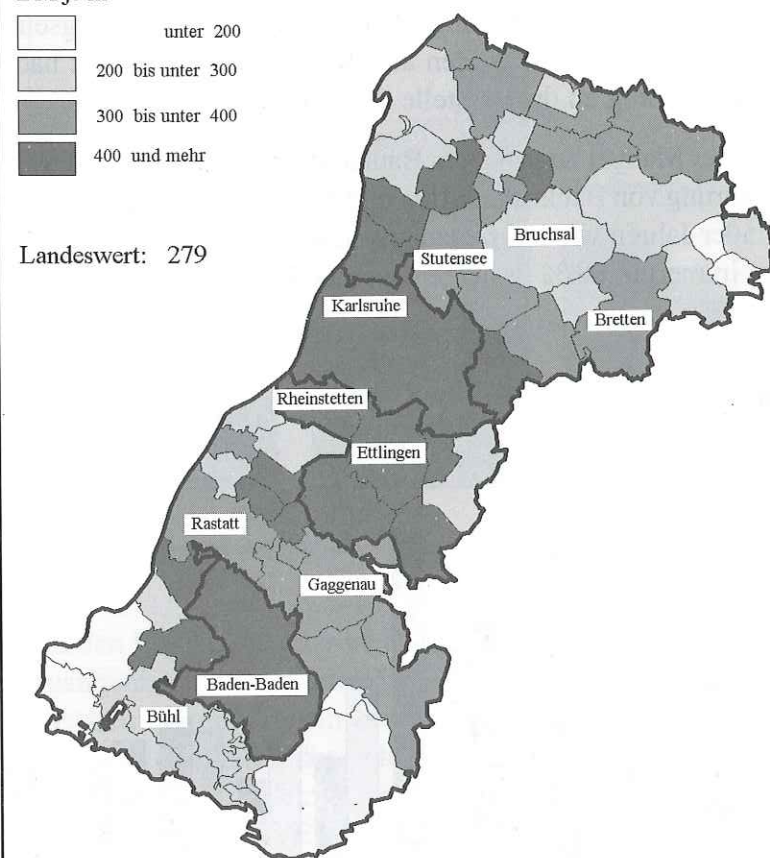 unter 200
200 bis unter 300
300 bis unter 400
400 und mehr
Landeswert: 279
Bruchsal
Stutensee
Karlsruhe
Bretten
Rheinstetten
Ettlingen
Rastatt
Gaggenau
Baden-Baden
Bühl